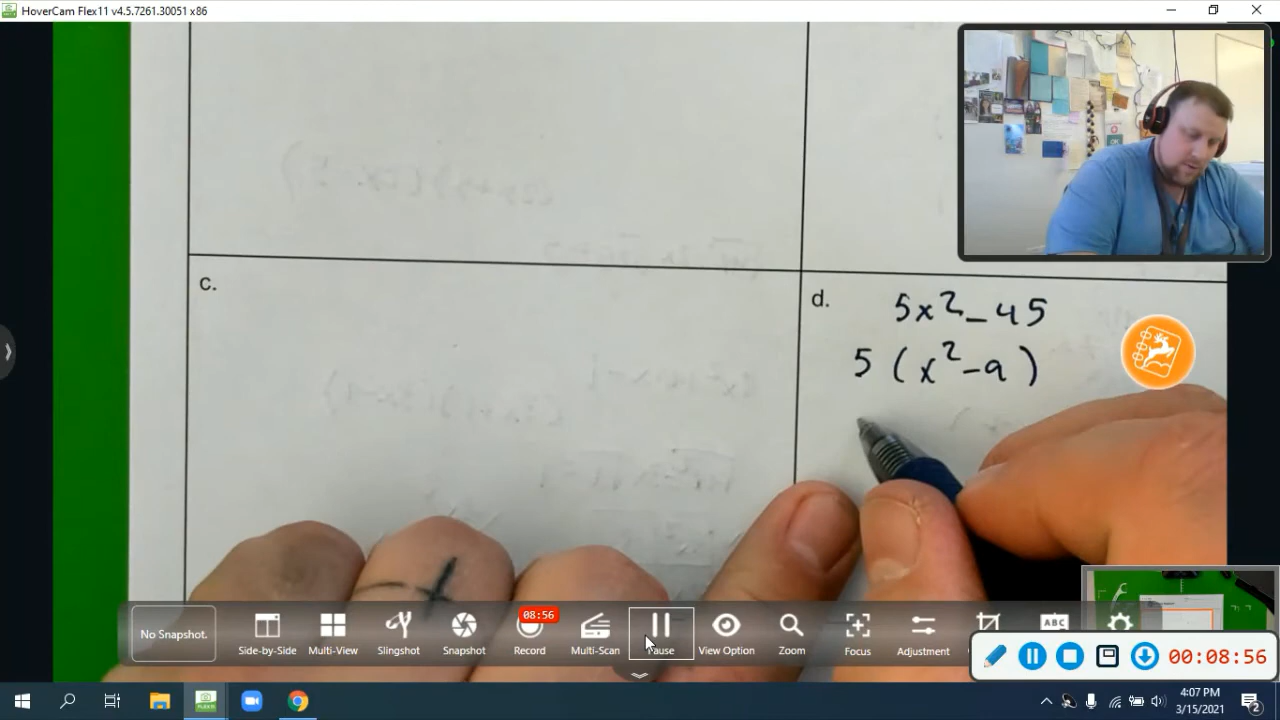 HoverCam Flex11 v4.5.7261.30051 x86
c.
d. 5x² - 45
5 (x² - 9)
No Snapshot.
Side-by-Side
Multi-View
Slingshot
Snapshot
08:56
Record
Multi-Scan
Pause
View Option
Zoom
Focus
Adjustment
ABC
00:08:56
4:07 PM
3/15/2021
2